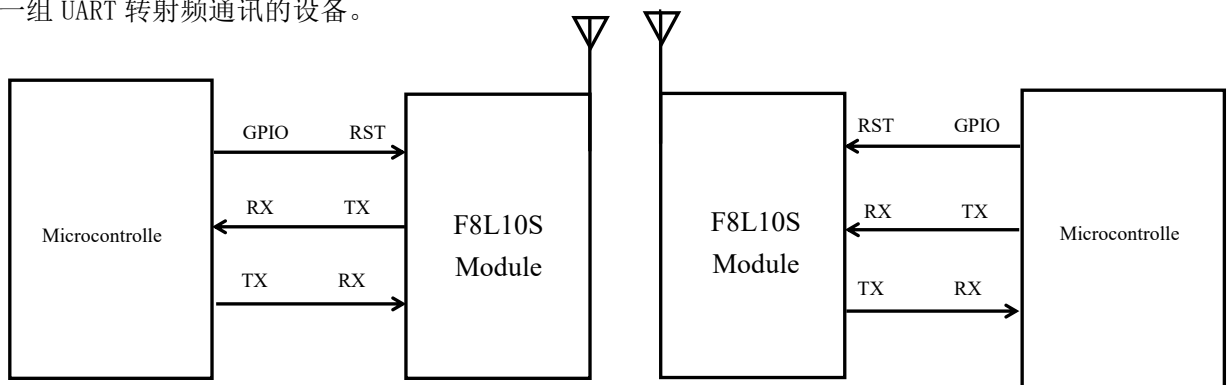 一组 UART 转射频通讯的设备。
GPIO RST
RX TX
TX RX
Microcontrolle
F8L10S
Module
RST GPIO
RX TX
TX RX
F8L10S
Module
Microcontrolle